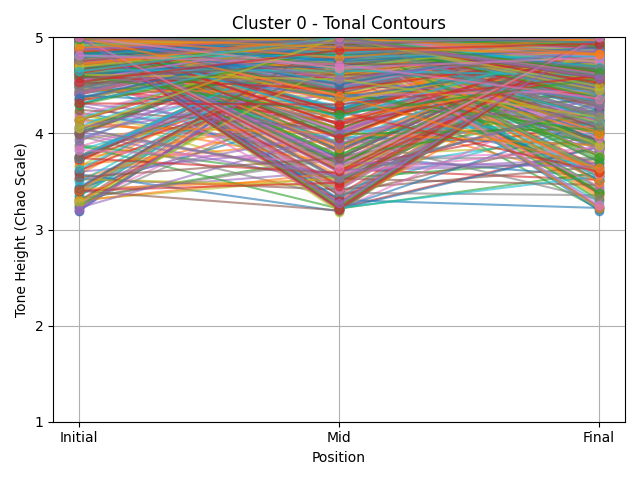 Cluster 0 - Tonal Contours
Tone Height (Chao Scale)
5
4
3
2
1
Initial Mid Final
Position